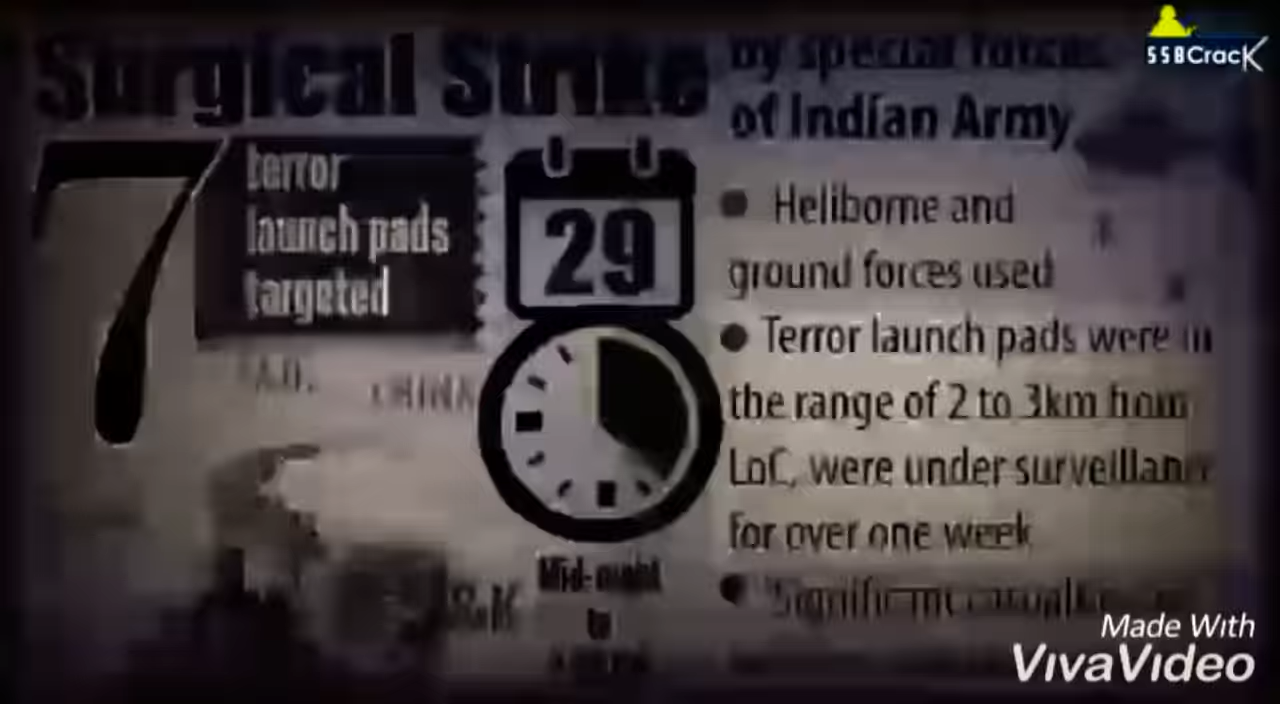 Surgical Strike
by special forces
of Indian Army
7 terror
launch pads
targeted
29
CHINA
J&K
Mid-night
to
• Heliborne and
ground forces used
• Terror launch pads were in
the range of 2 to 3km from
LoC, were under surveillance
for over one week
• Significant
SSBCrack
Made With
VivaVideo